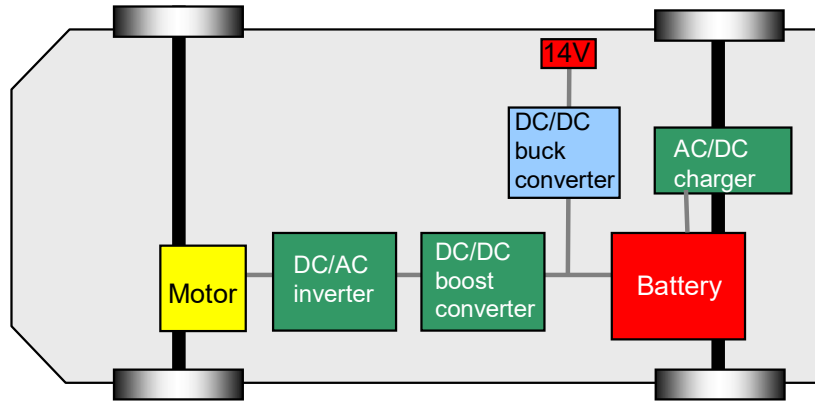 14V
DC/DC
buck
converter
AC/DC
charger
Motor
DC/AC
inverter
DC/DC
boost
converter
Battery